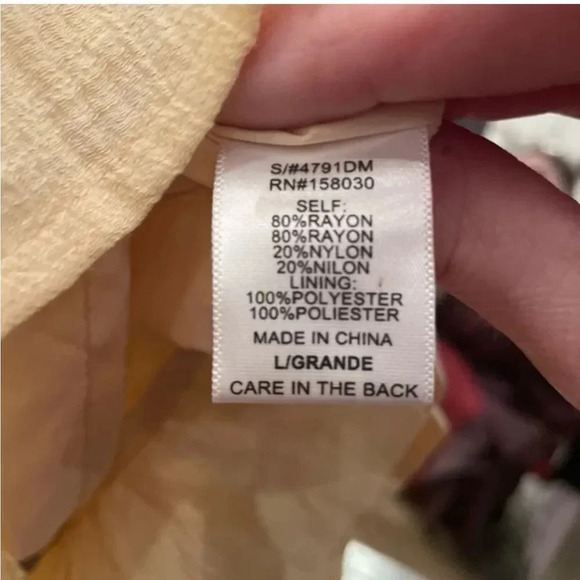 S/#4791DM
RN#158030
SELF:
80%RAYON
80%RAYON
20%NYLON
20%NILON
LINING:
100%POLYESTER
100%POLIESTER
MADE IN CHINA
L/GRANDE
CARE IN THE BACK